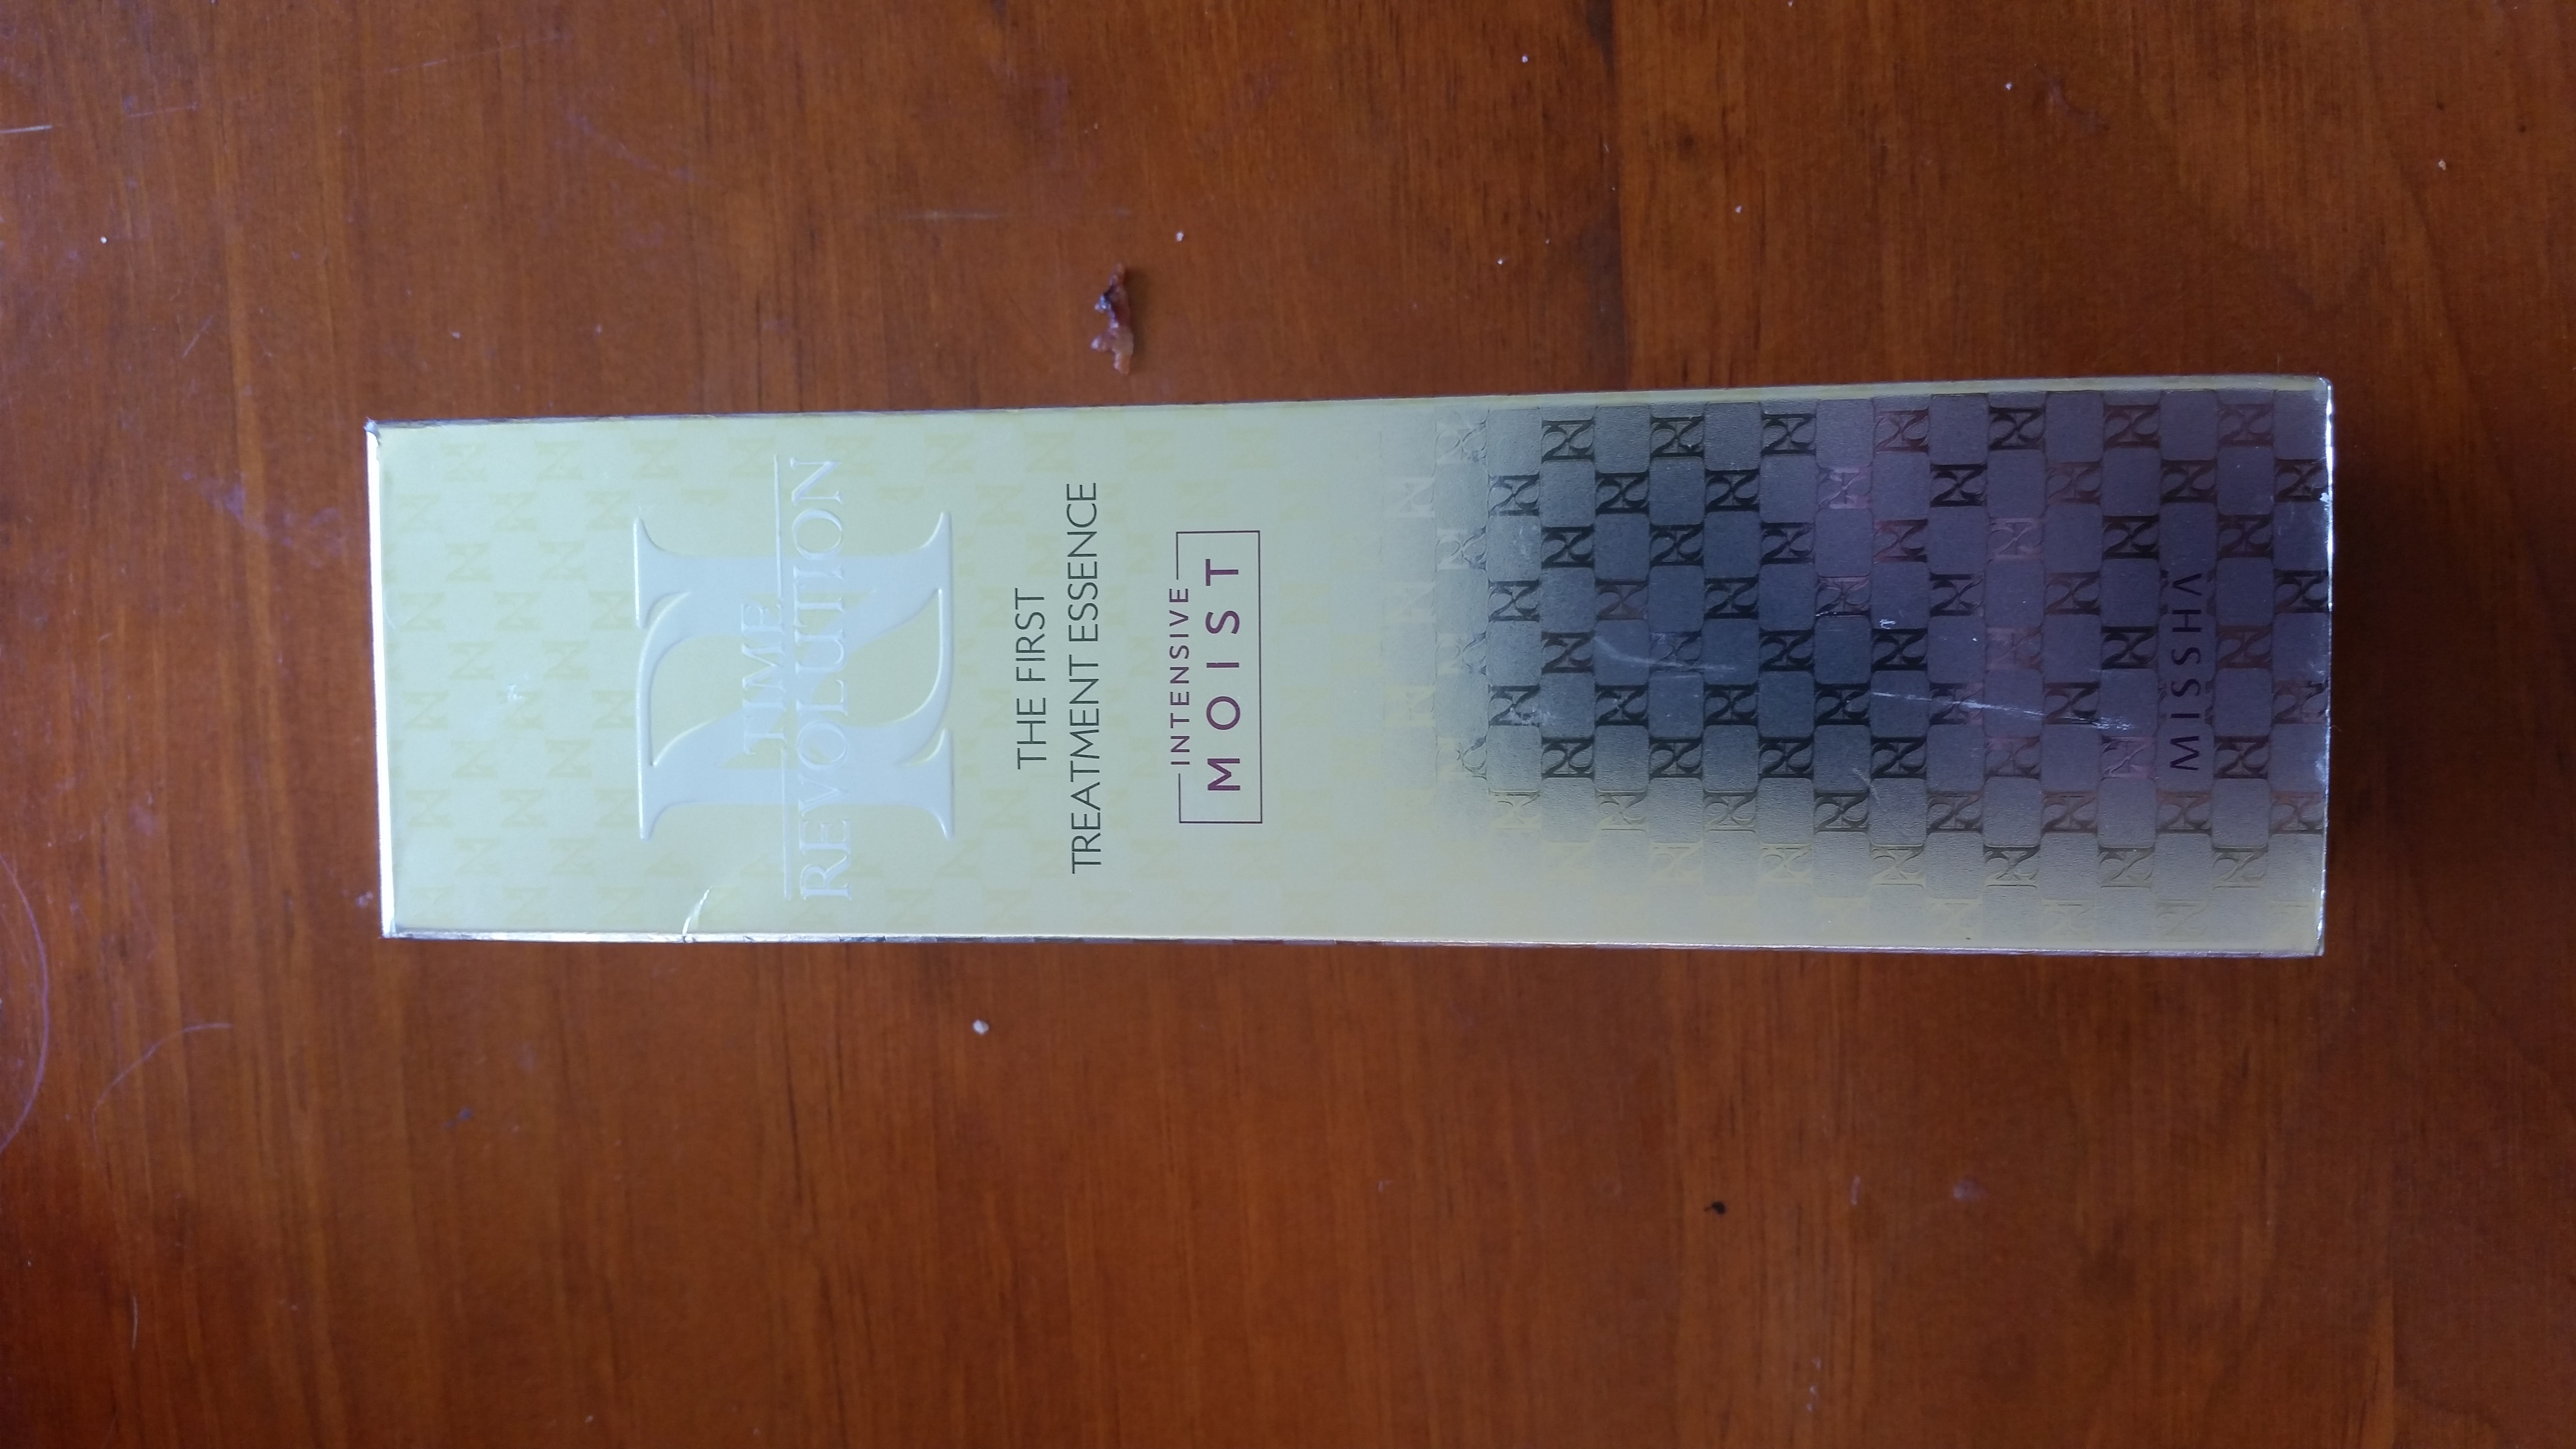 TIME
REVOLUTION
THE FIRST
TREATMENT ESSENCE
INTENSIVE
MOIST
MISSHA